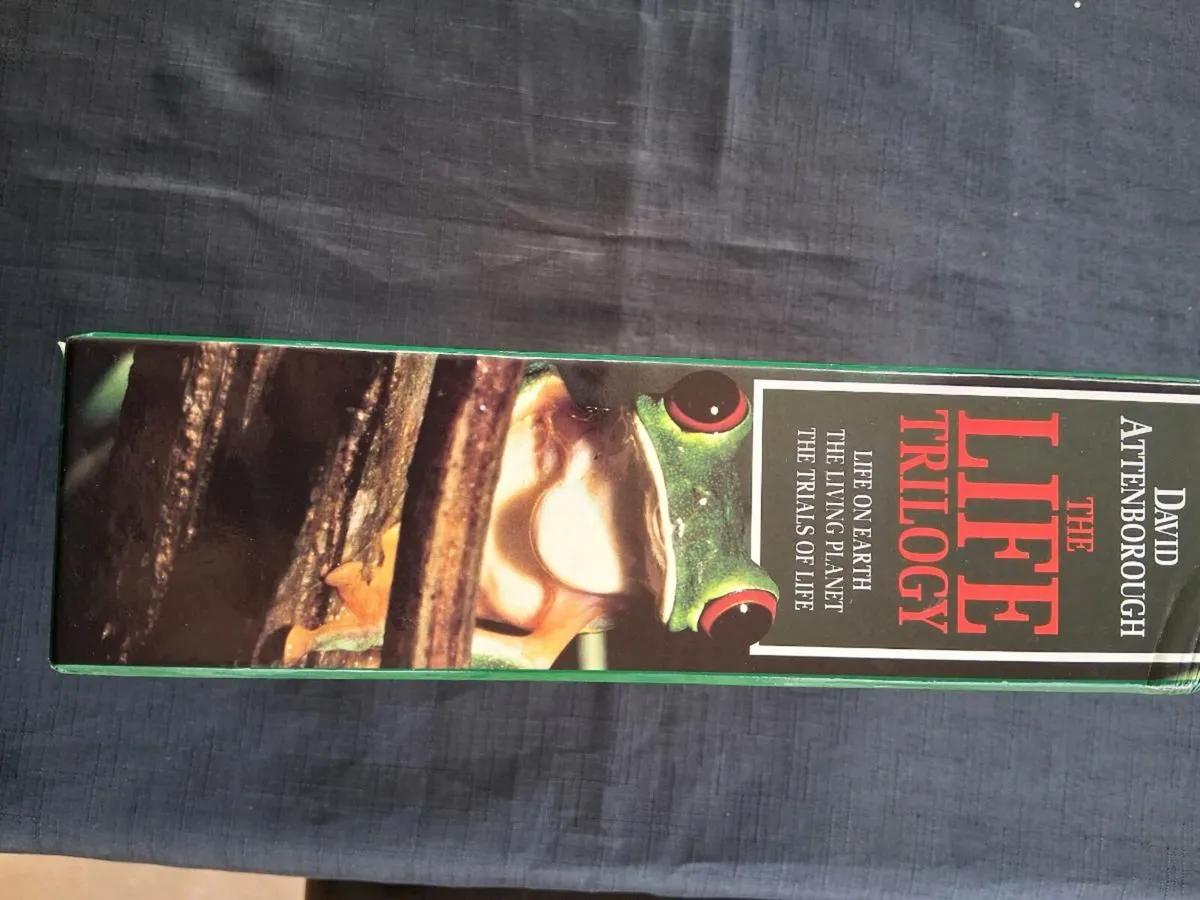 DAVID
ATTENBOROUGH
THE
LIFE
TRILOGY
LIFE ON EARTH
THE LIVING PLANET
THE TRIALS OF LIFE